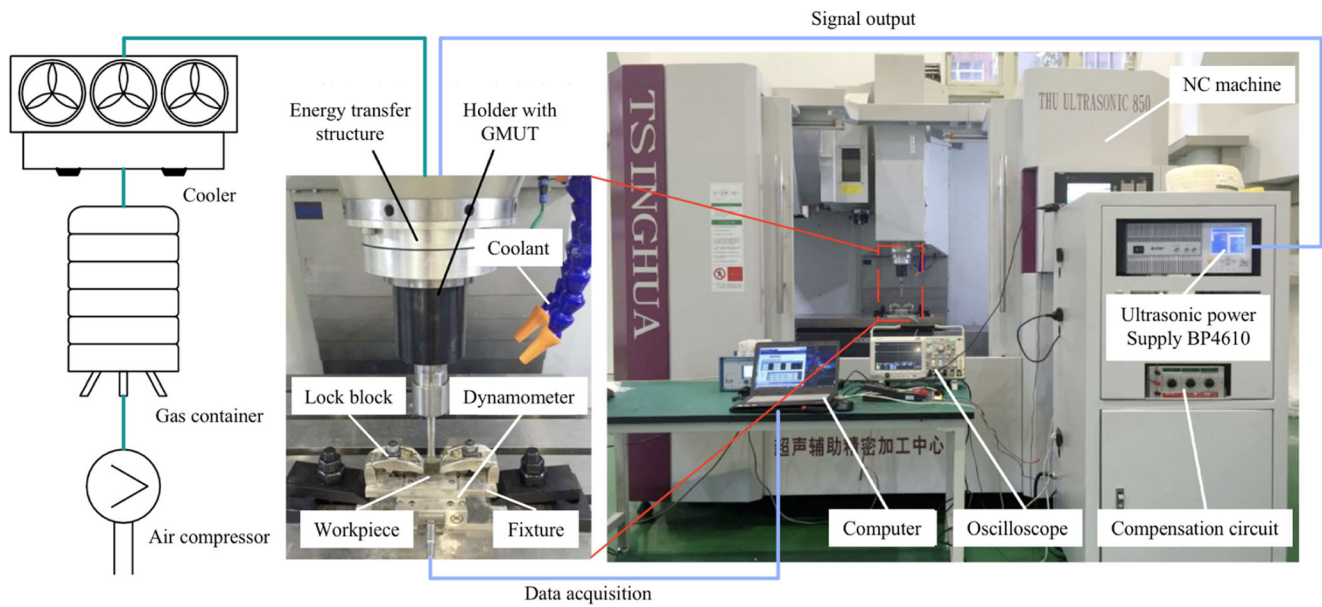 Signal output
Energy transfer
structure
Holder with
GMUT
NC machine
THU ULTRASONIC 850
TSINGHUA
Cooler
Coolant
Ultrasonic power
Supply BP4610
Lock block
Dynamometer
Gas container
超声辅助精密加工中心
Workpiece
Fixture
Computer
Oscilloscope
Compensation circuit
Air compressor
Data acquisition